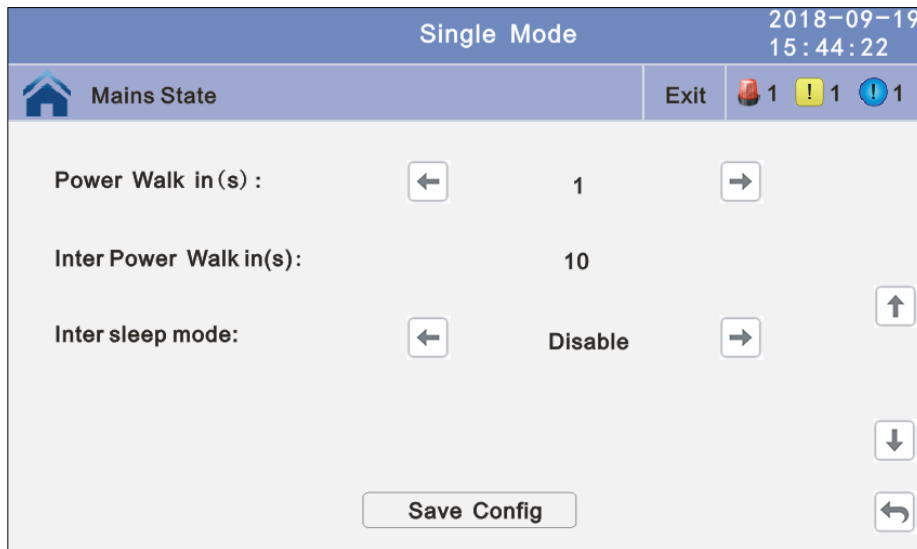 Single Mode
2018-09-19
15:44:22
Mains State
Exit
1
! 1
! 1
Power Walk in(s):
1
Inter Power Walk in(s):
10
Inter sleep mode:
Disable
Save Config